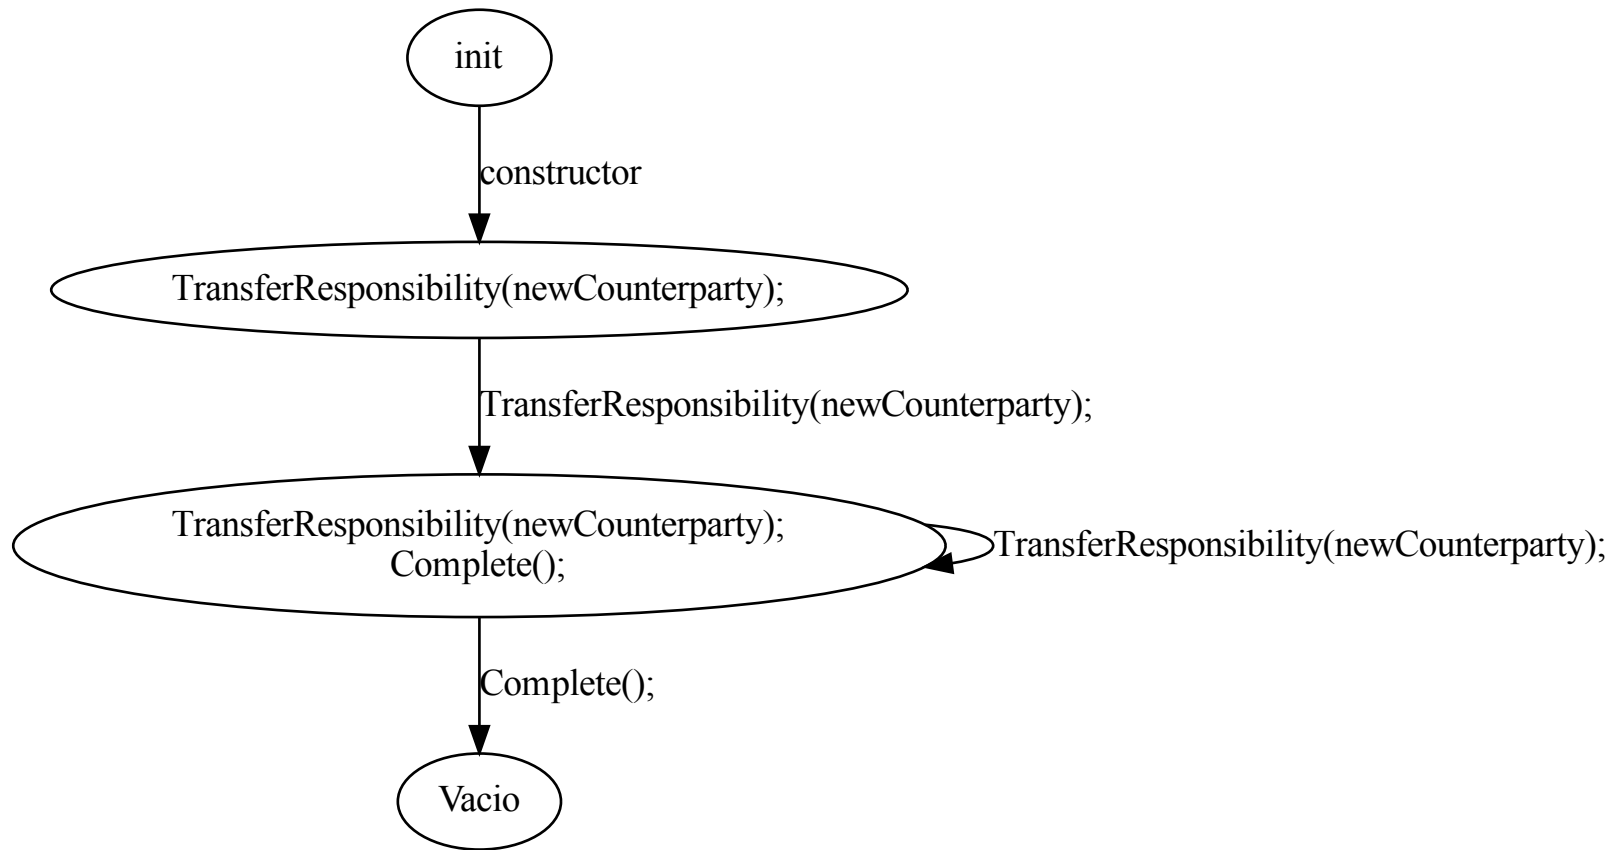 init
constructor
TransferResponsibility(newCounterparty);
TransferResponsibility(newCounterparty);
TransferResponsibility(newCounterparty);
Complete();
TransferResponsibility(newCounterparty);
Complete();
Vacio